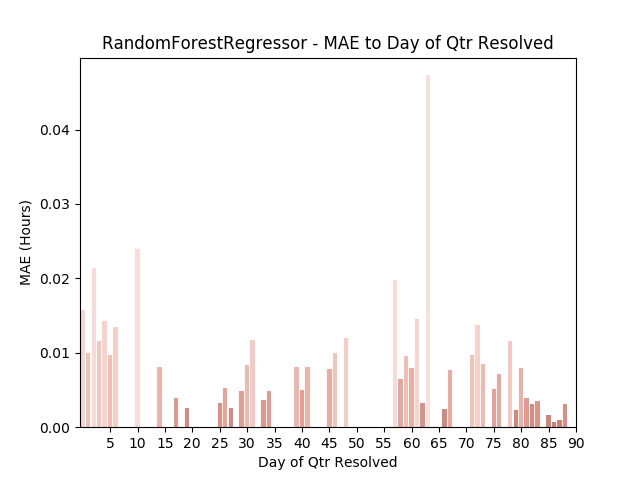 RandomForestRegressor - MAE to Day of Qtr Resolved
MAE (Hours)
0.04
0.03
0.02
0.01
0.00
5 10 15 20 25 30 35 40 45 50 55 60 65 70 75 80 85 90
Day of Qtr Resolved